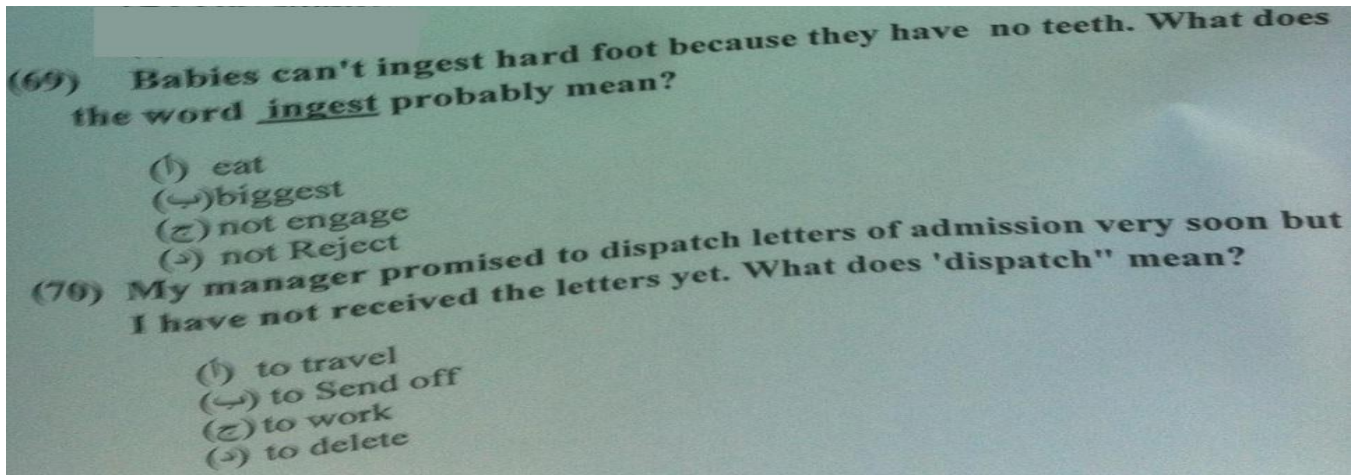 (69) Babies can't ingest hard foot because they have no teeth. What does
the word ingest probably mean?
(أ) eat
(ب) biggest
(ج) not engage
(د) not Reject
(70) My manager promised to dispatch letters of admission very soon but
I have not received the letters yet. What does 'dispatch" mean?
(أ) to travel
(ب) to Send off
(ج) to work
(د) to delete